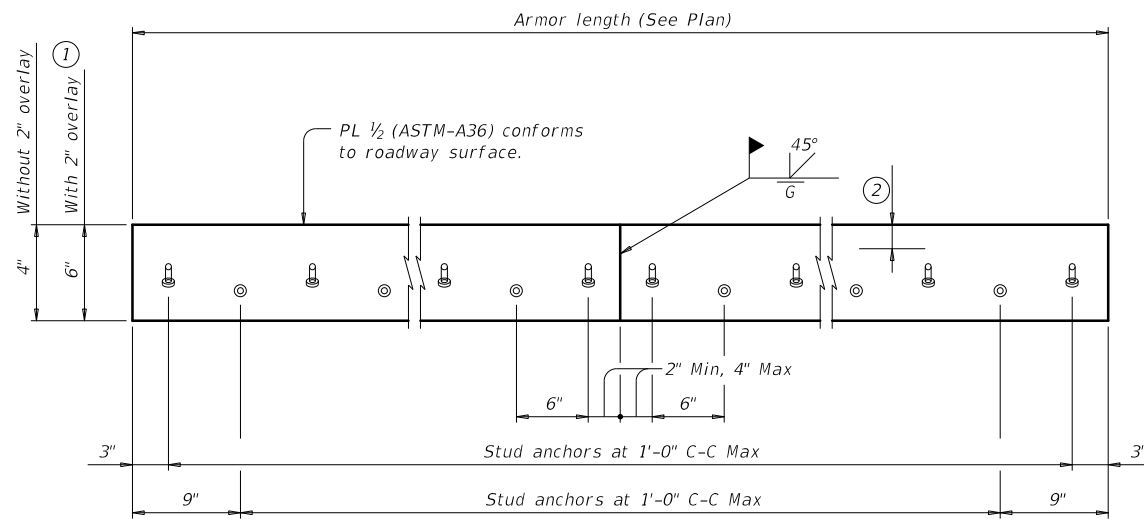 Armor length (See Plan)
Without 2" overlay
1
With 2" overlay
PL ½ (ASTM-A36) conforms
to roadway surface.
45°
G
2
4"
6"
2" Min, 4" Max
6"
6"
3"
Stud anchors at 1'-0" C-C Max
3"
9"
Stud anchors at 1'-0" C-C Max
9"